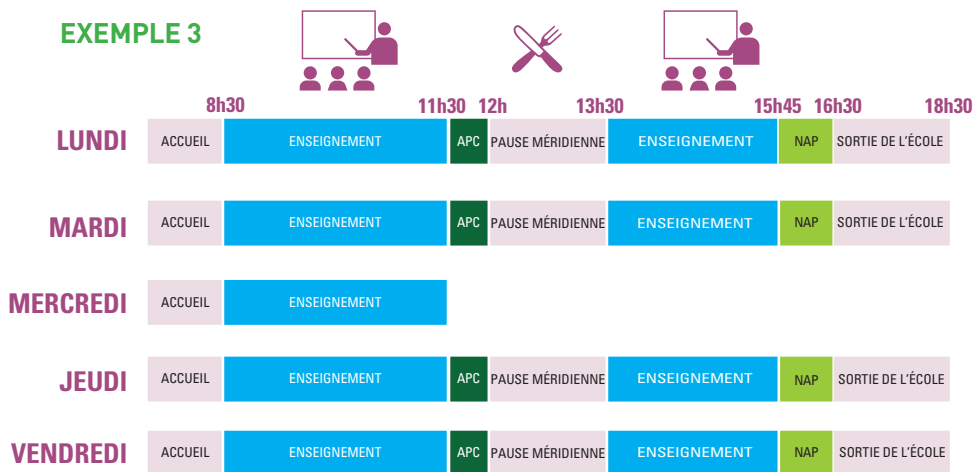 EXEMPLE 3
8h30 11h30 12h 13h30 15h45 16h30 18h30
LUNDI ACCUEIL ENSEIGNEMENT APC PAUSE MÉRIDIENNE ENSEIGNEMENT NAP SORTIE DE L'ÉCOLE
MARDI ACCUEIL ENSEIGNEMENT APC PAUSE MÉRIDIENNE ENSEIGNEMENT NAP SORTIE DE L'ÉCOLE
MERCREDI ACCUEIL ENSEIGNEMENT
JEUDI ACCUEIL ENSEIGNEMENT APC PAUSE MÉRIDIENNE ENSEIGNEMENT NAP SORTIE DE L'ÉCOLE
VENDREDI ACCUEIL ENSEIGNEMENT APC PAUSE MÉRIDIENNE ENSEIGNEMENT NAP SORTIE DE L'ÉCOLE